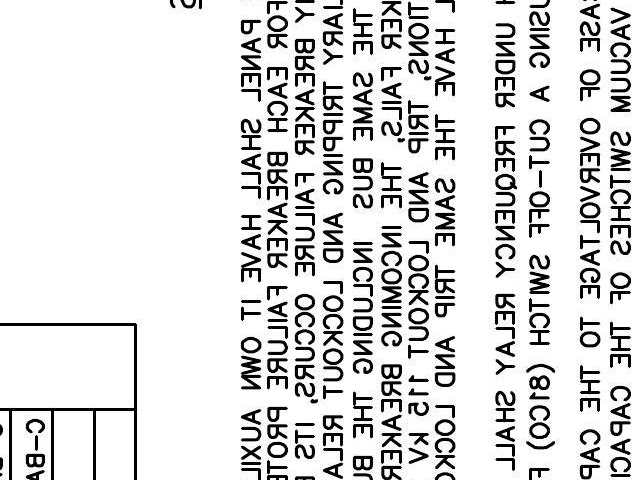 S
C-BA
PANEL SHALL HAVE IT OWN AUXIL
FOR EACH BREAKER FAILURE PROTE
Y BREAKER FAILURE OCCURS, ITS B
IARY TRIPPING AND LOCKOUT RELA
THE SAME BUS INCLUDING THE BU
KER FAILS, THE INCOMING BREAKER
TIONS, TRIP AND LOCKOUT 115 KV
L HAVE THE SAME TRIP AND LOCKO
H UNDER FREQUENCY RELAY SHALL
USING A CUT-OFF SWITCH (81CO) F
CASE OF OVERVOLTAGE TO THE CAP
VACUUM SWITCHES OF THE CAPACI